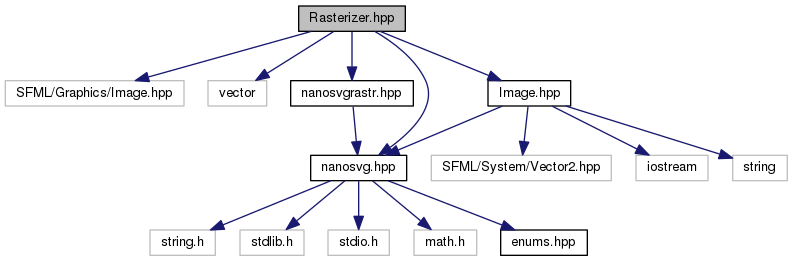 Rasterizer.hpp
SFML/Graphics/Image.hpp
vector
nanosvgrastr.hpp
Image.hpp
nanosvg.hpp
SFML/System/Vector2.hpp
iostream
string
string.h
stdlib.h
stdio.h
math.h
enums.hpp